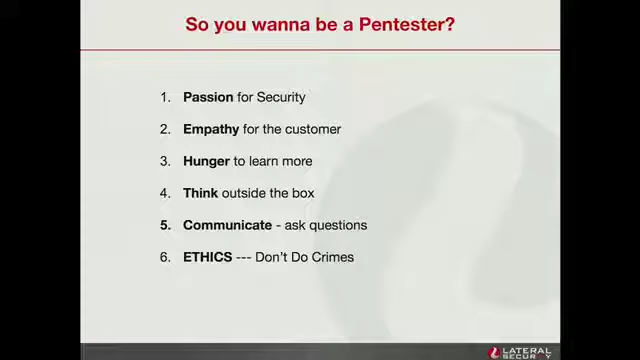 So you wanna be a Pentester?
1. Passion for Security
2. Empathy for the customer
3. Hunger to learn more
4. Think outside the box
5. Communicate - ask questions
6. ETHICS --- Don't Do Crimes
LATERAL
SECURITY